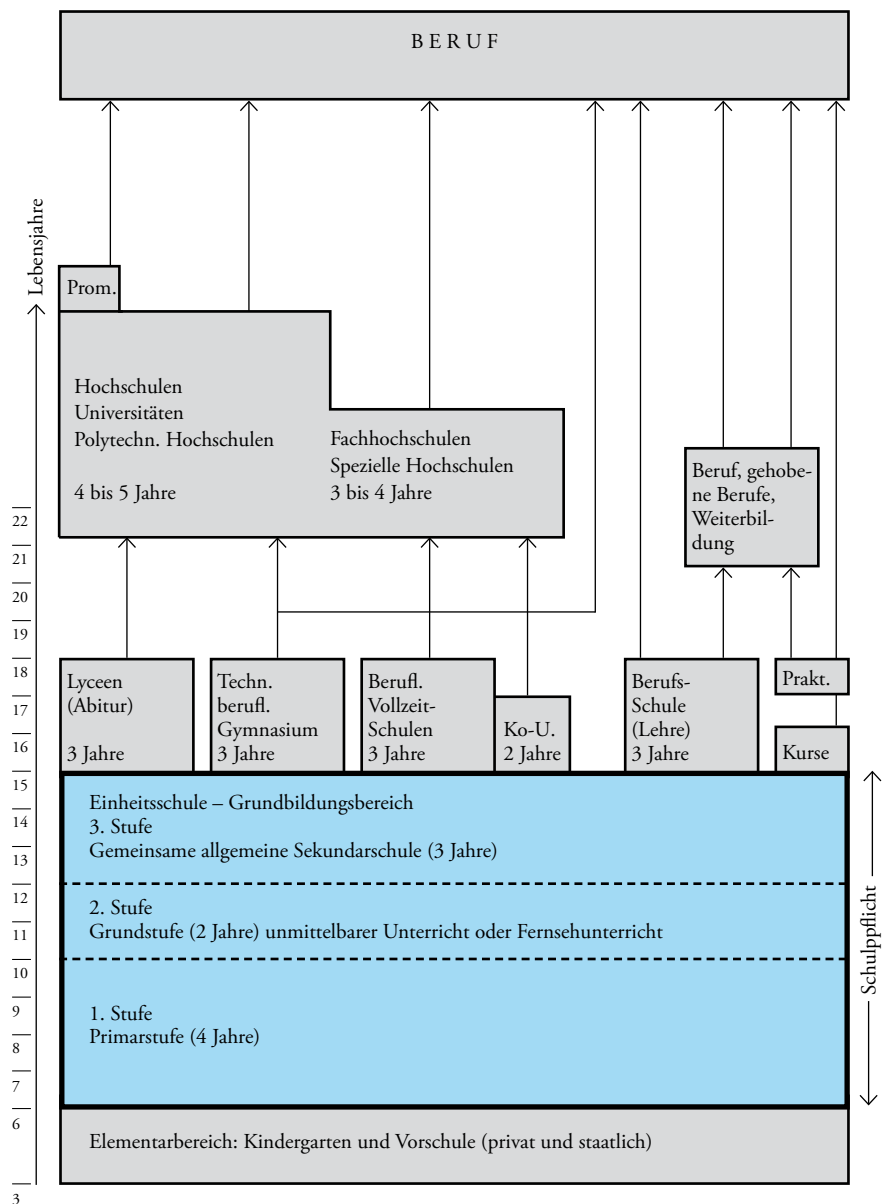 B E R U F
Lebensjahre
Prom.
Hochschulen
Universitäten
Polytechn. Hochschulen
4 bis 5 Jahre
Fachhochschulen
Spezielle Hochschulen
3 bis 4 Jahre
Beruf, gehobe-
ne Berufe,
Weiterbil-
dung
22
21
20
19
18
17
16
15
14
13
12
11
10
9
8
7
6
3
Lyceen
(Abitur)
3 Jahre
Techn.
berufl.
Gymnasium
3 Jahre
Berufl.
Vollzeit-
Schulen
3 Jahre
Ko-U.
2 Jahre
Berufs-
Schule
(Lehre)
3 Jahre
Prakt.
Kurse
Einheitsschule – Grundbildungsbereich
3. Stufe
Gemeinsame allgemeine Sekundarschule (3 Jahre)
2. Stufe
Grundstufe (2 Jahre) unmittelbarer Unterricht oder Fernsehunterricht
1. Stufe
Primarstufe (4 Jahre)
Schulppflicht
Elementarbereich: Kindergarten und Vorschule (privat und staatlich)